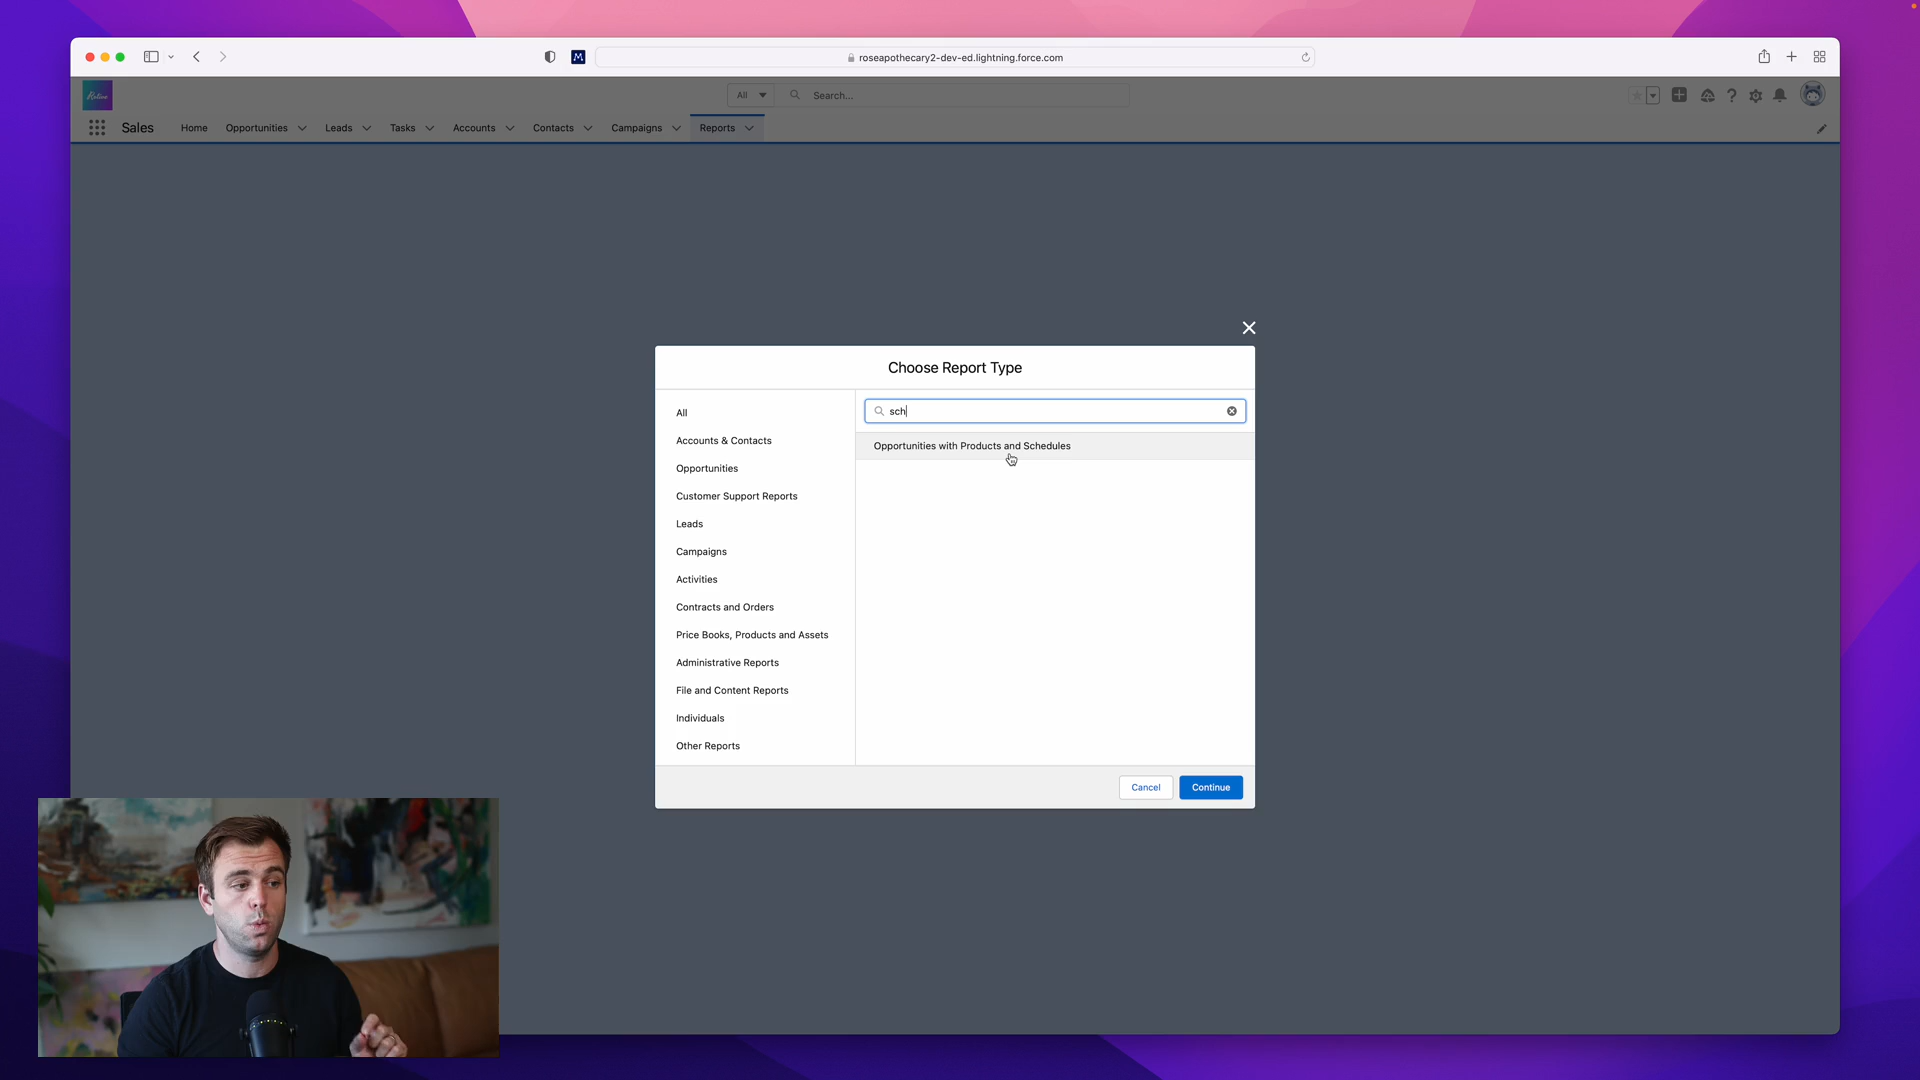 M
roseapothecary2-dev-ed.lightning.force.com
All
Search...
Sales
Home
Opportunities
Leads
Tasks
Accounts
Contacts
Campaigns
Reports
Choose Report Type
All
Accounts & Contacts
Opportunities
Customer Support Reports
Leads
Campaigns
Activities
Contracts and Orders
Price Books, Products and Assets
Administrative Reports
File and Content Reports
Individuals
Other Reports
sch
Opportunities with Products and Schedules
Cancel
Continue